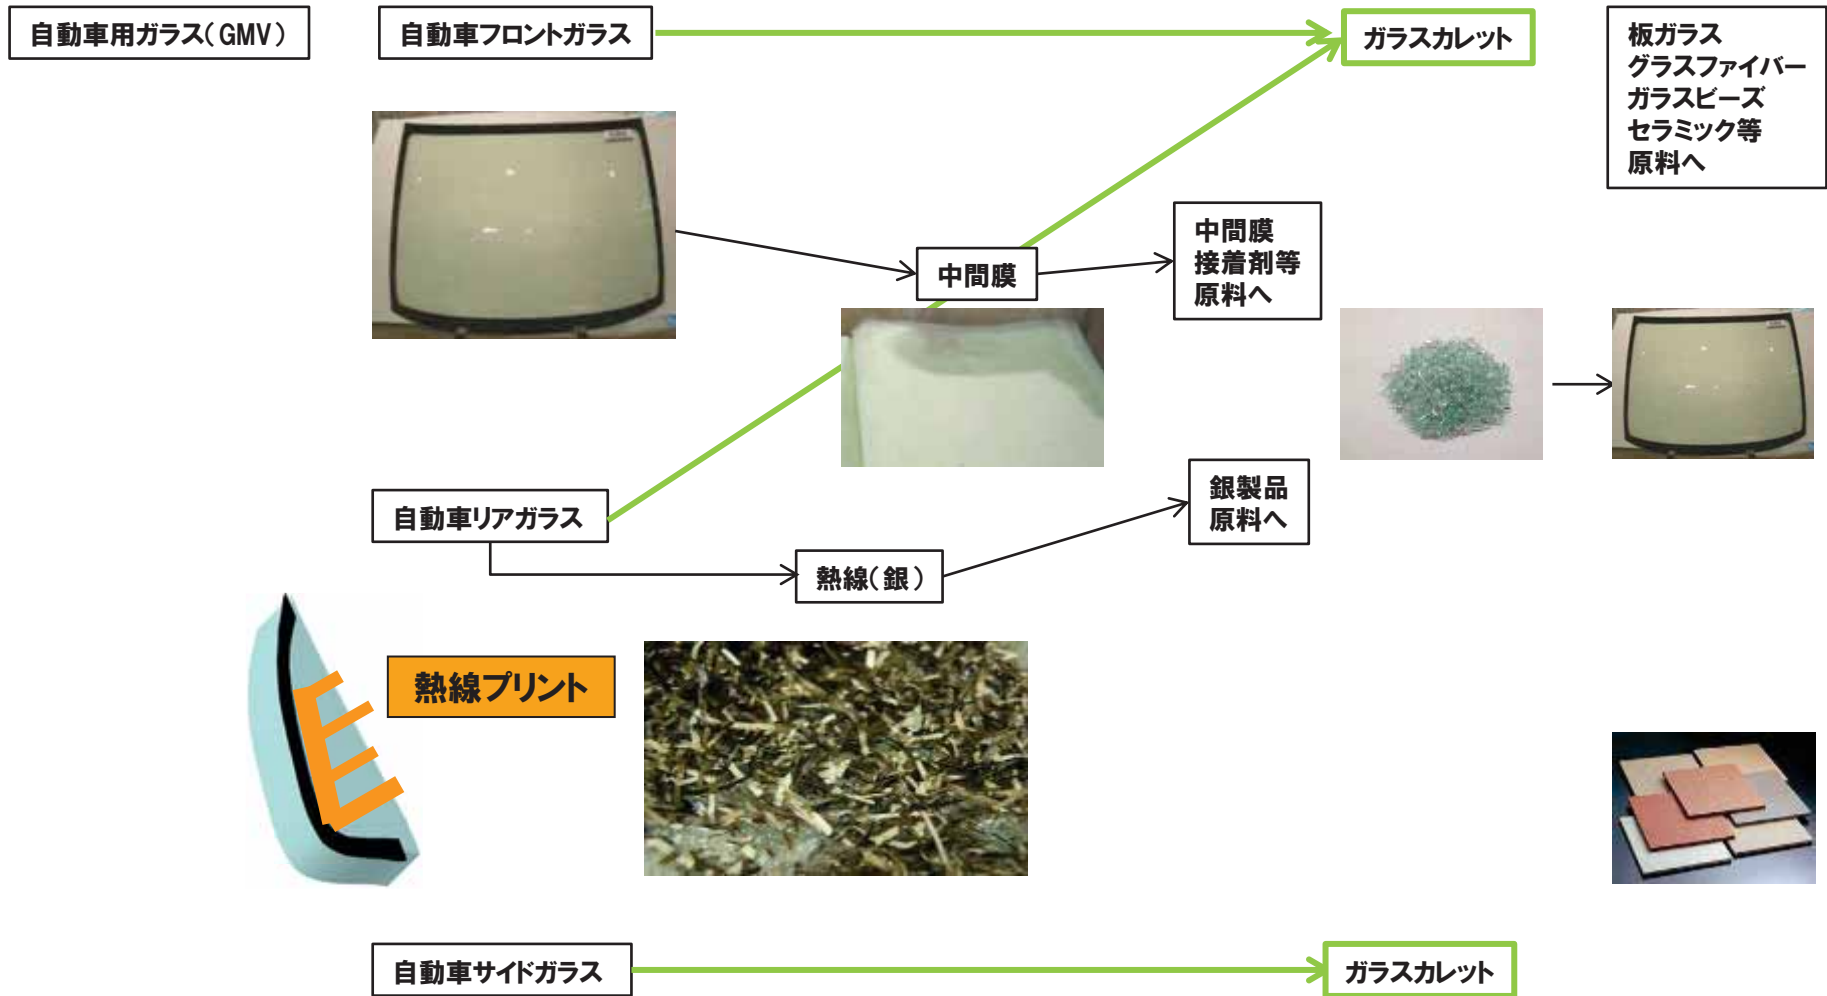 自動車用ガラス（GMV）
自動車フロントガラス
ガラスカレット
板ガラス
グラスファイバー
ガラスビーズ
セラミック等
原料へ
中間膜
中間膜
接着剤等
原料へ
自動車リアガラス
銀製品
原料へ
熱線（銀）
熱線プリント
自動車サイドガラス
ガラスカレット